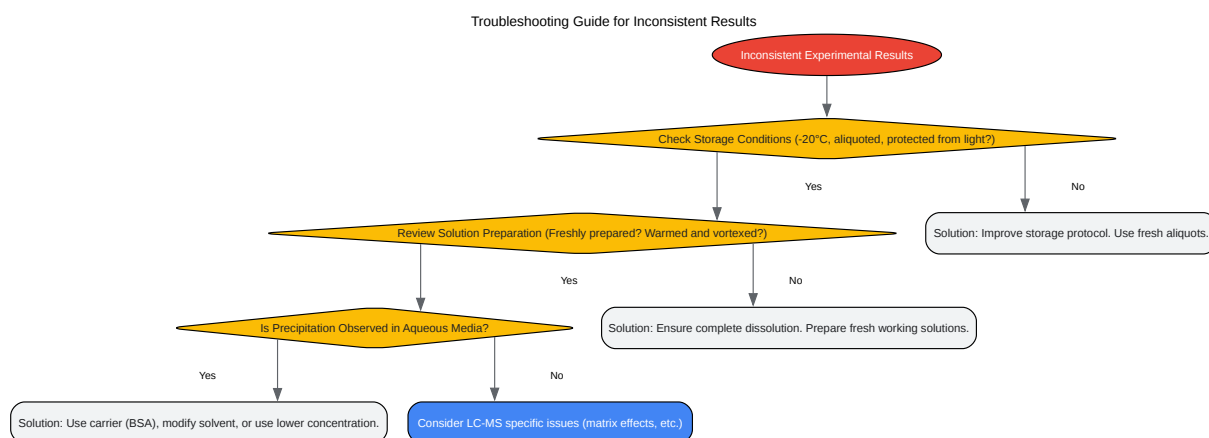 Troubleshooting Guide for Inconsistent Results
Inconsistent Experimental Results
Check Storage Conditions (-20°C, aliquoted, protected from light?)
Yes
No
Review Solution Preparation (Freshly prepared? Warmed and vortexed?)
Solution: Improve storage protocol. Use fresh aliquots.
Yes
No
Is Precipitation Observed in Aqueous Media?
Solution: Ensure complete dissolution. Prepare fresh working solutions.
Yes
No
Solution: Use carrier (BSA), modify solvent, or use lower concentration.
Consider LC-MS specific issues (matrix effects, etc.)